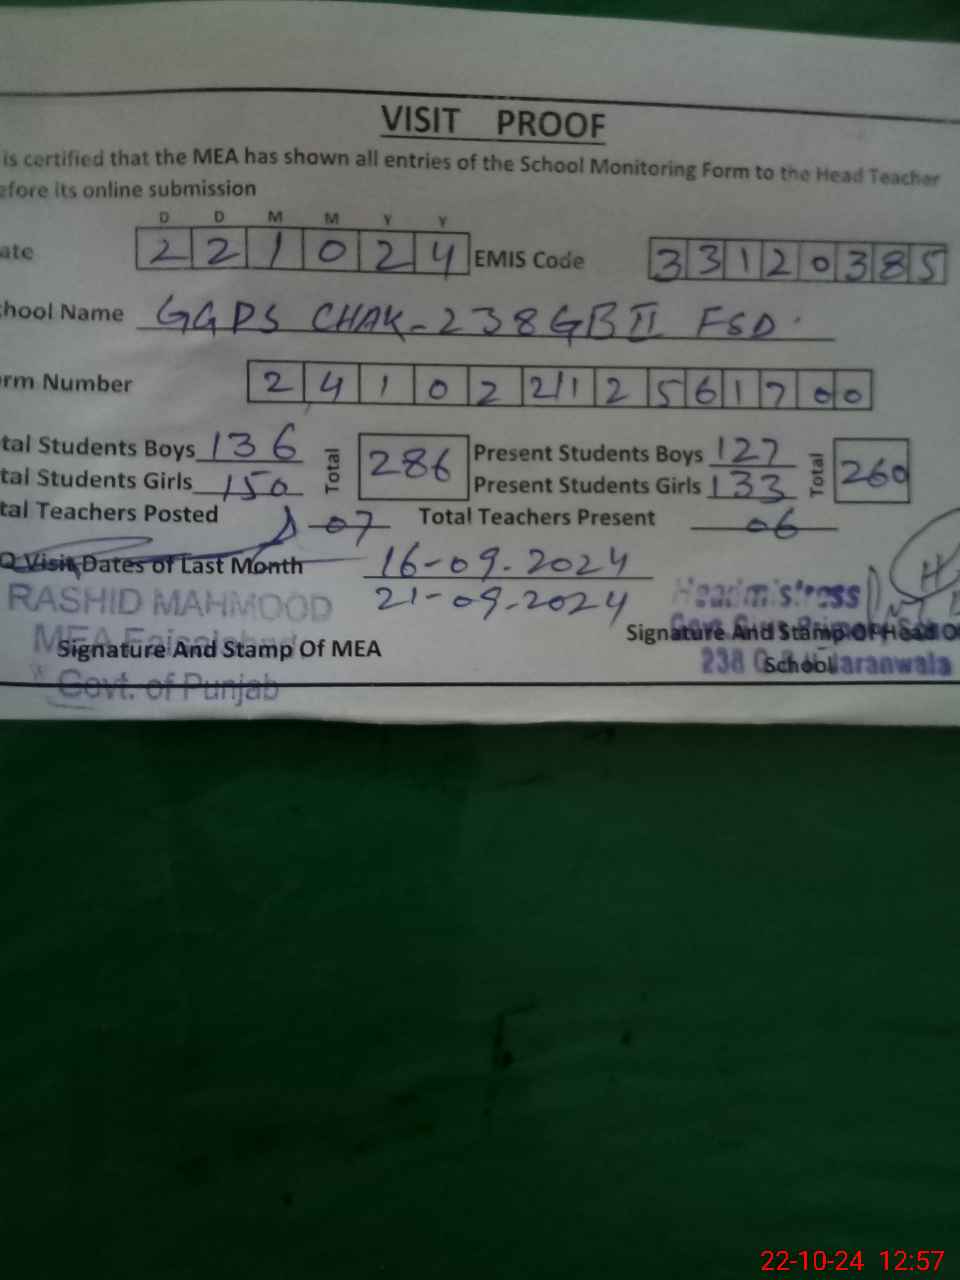 VISIT PROOF
is certified that the MEA has shown all entries of the School Monitoring Form to the Head Teacher
efore its online submission
D D M M Y Y
ate 2 2 1 0 2 4 EMIS Code 3 3 1 2 0 3 8 5
chool Name GGPS CHAK-238GB II FSD.
rm Number 2 4 1 0 2 2 1 2 5 6 1 7 0 0
tal Students Boys 136 Total 286 Present Students Boys 127 Total 260
tal Students Girls 150 Present Students Girls 133
tal Teachers Posted 07 Total Teachers Present 06
Q Visit Dates of Last Month 16-09-2024
21-09-2024
RASHID MAHMOOD
MEA Faisalabad
Govt. of Punjab
Signature And Stamp Of MEA
Headmistress
Signature And Stamp Of Head O
School
238 G.B II Jaranwala
22-10-24 12:57